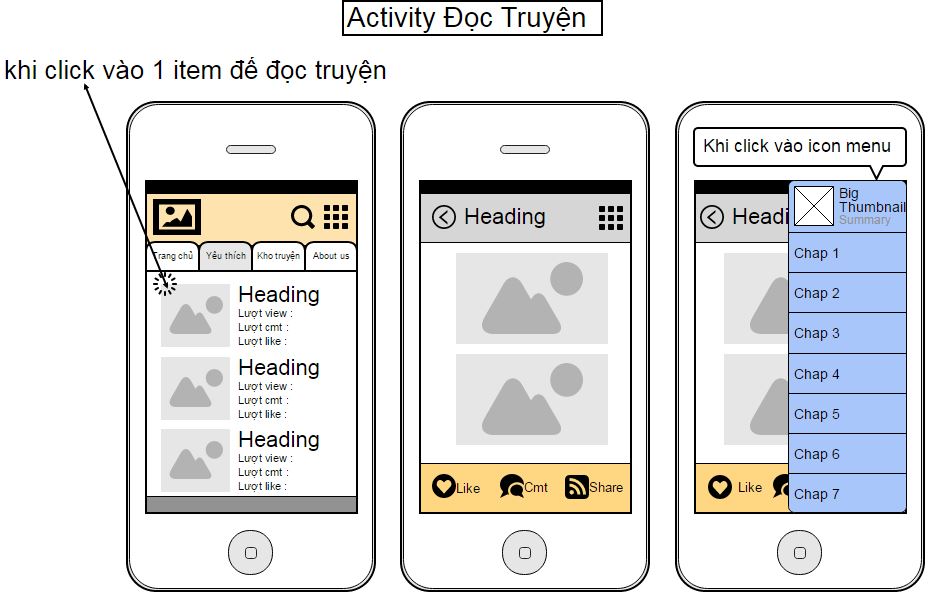 Activity Đọc Truyện
khi click vào 1 item để đọc truyện
Trang chủ
Yêu thích
Kho truyện
About us
Heading
Lượt view :
Lượt cmt :
Lượt like :
Heading
Lượt view :
Lượt cmt :
Lượt like :
Heading
Lượt view :
Lượt cmt :
Lượt like :
Heading
Like
Cmt
Share
Khi click vào icon menu
Headi
Big
Thumbnail
Summary
Chap 1
Chap 2
Chap 3
Chap 4
Chap 5
Chap 6
Chap 7
Like